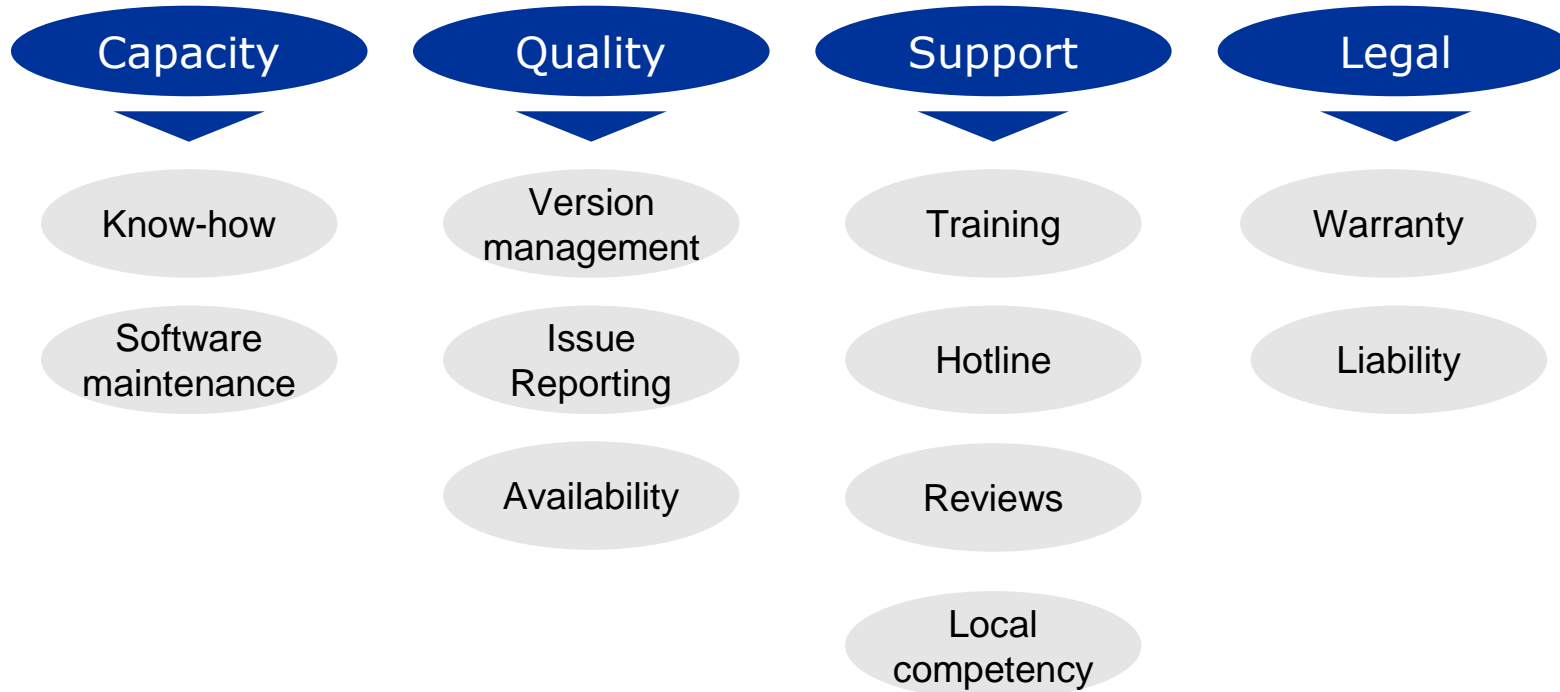 Capacity
Quality
Support
Legal
Know-how
Version
management
Training
Warranty
Software
maintenance
Issue
Reporting
Hotline
Liability
Availability
Reviews
Local
competency